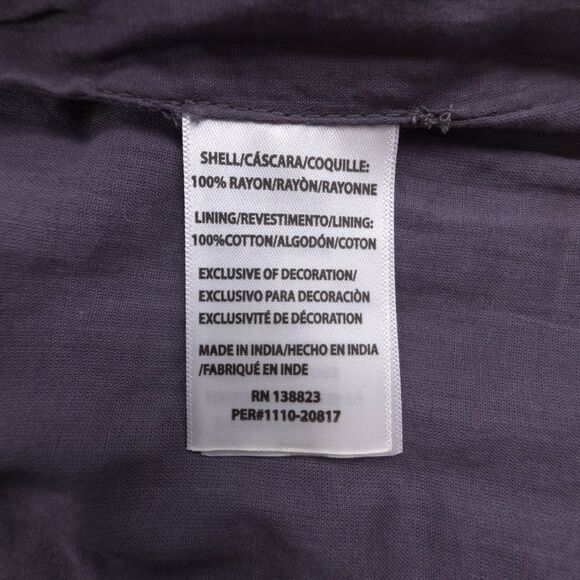 SHELL/CÁSCARA/COQUILLE:
100% RAYON/RAYÒN/RAYONNE
LINING/REVESTIMENTO/LINING:
100%COTTON/ALGODÓN/COTON
EXCLUSIVE OF DECORATION/
EXCLUSIVO PARA DECORACIÒN
EXCLUSIVITÉ DE DÉCORATION
MADE IN INDIA/HECHO EN INDIA
/FABRIQUÉ EN INDE
RN 138823
PER#1110-20817